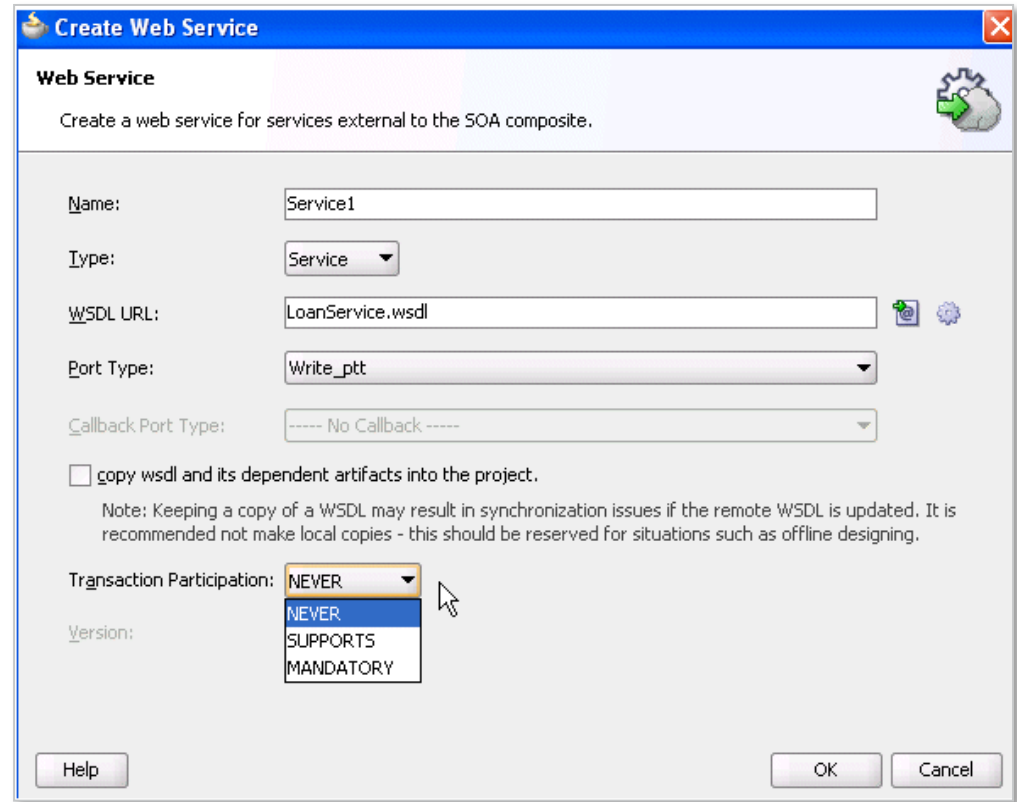 Create Web Service
Web Service
Create a web service for services external to the SOA composite.
Name: Service1
Type: Service
WSDL URL: LoanService.wsdl
Port Type: Write_ptt
Callback Port Type: ----- No Callback -----
copy wsdl and its dependent artifacts into the project.
Note: Keeping a copy of a WSDL may result in synchronization issues if the remote WSDL is updated. It is
recommended not make local copies - this should be reserved for situations such as offline designing.
Transaction Participation: NEVER
NEVER
Version:
SUPPORTS
MANDATORY
Help
OK
Cancel